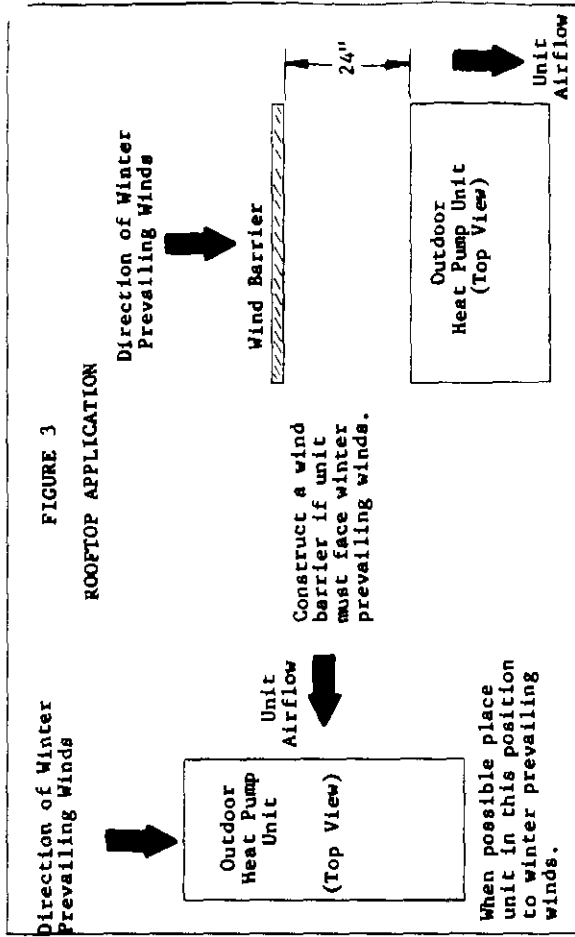 FIGURE 3
ROOFTOP APPLICATION
Direction of Winter
Prevailing Winds
Outdoor
Heat Pump
Unit
(Top View)
Unit
Airflow
When possible place
unit in this position
to winter prevailing
winds.
Construct a wind
barrier if unit
must face winter
prevailing winds.
Direction of Winter
Prevailing Winds
Wind Barrier
24"
Outdoor
Heat Pump Unit
(Top View)
Unit
Airflow